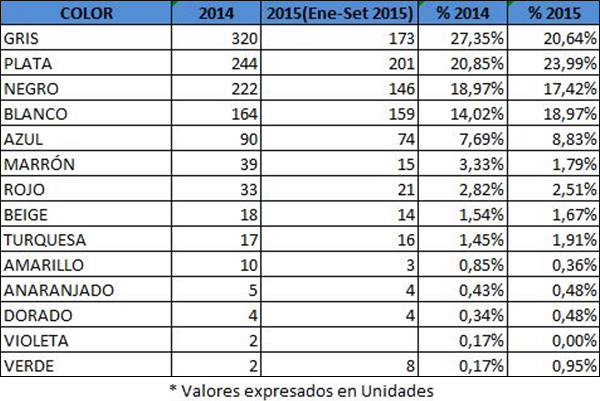 COLOR 2014 2015(Ene-Set 2015) % 2014 % 2015
GRIS 320 173 27,35% 20,64%
PLATA 244 201 20,85% 23,99%
NEGRO 222 146 18,97% 17,42%
BLANCO 164 159 14,02% 18,97%
AZUL 90 74 7,69% 8,83%
MARRÓN 39 15 3,33% 1,79%
ROJO 33 21 2,82% 2,51%
BEIGE 18 14 1,54% 1,67%
TURQUESA 17 16 1,45% 1,91%
AMARILLO 10 3 0,85% 0,36%
ANARANJADO 5 4 0,43% 0,48%
DORADO 4 4 0,34% 0,48%
VIOLETA 2 0,17% 0,00%
VERDE 2 8 0,17% 0,95%
* Valores expresados en Unidades